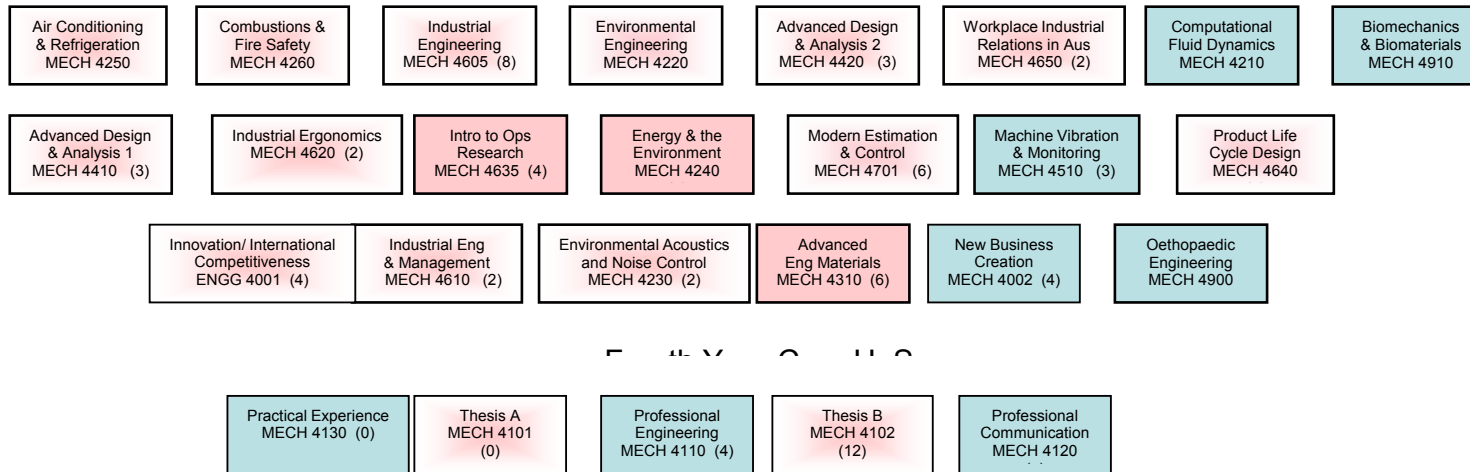 Air Conditioning
& Refrigeration
MECH 4250
Combustions &
Fire Safety
MECH 4260
Industrial
Engineering
MECH 4605 (8)
Environmental
Engineering
MECH 4220
Advanced Design
& Analysis 2
MECH 4420 (3)
Workplace Industrial
Relations in Aus
MECH 4650 (2)
Computational
Fluid Dynamics
MECH 4210
Biomechanics
& Biomaterials
MECH 4910
Advanced Design
& Analysis 1
MECH 4410 (3)
Industrial Ergonomics
MECH 4620 (2)
Intro to Ops
Research
MECH 4635 (4)
Energy & the
Environment
MECH 4240
Modern Estimation
& Control
MECH 4701 (6)
Machine Vibration
& Monitoring
MECH 4510 (3)
Product Life
Cycle Design
MECH 4640
Innovation/ International
Competitiveness
ENGG 4001 (4)
Industrial Eng
& Management
MECH 4610 (2)
Environmental Acoustics
and Noise Control
MECH 4230 (2)
Advanced
Eng Materials
MECH 4310 (6)
New Business
Creation
MECH 4002 (4)
Oethopaedic
Engineering
MECH 4900
Practical Experience
MECH 4130 (0)
Thesis A
MECH 4101
(0)
Professional
Engineering
MECH 4110 (4)
Thesis B
MECH 4102
(12)
Professional
Communication
MECH 4120